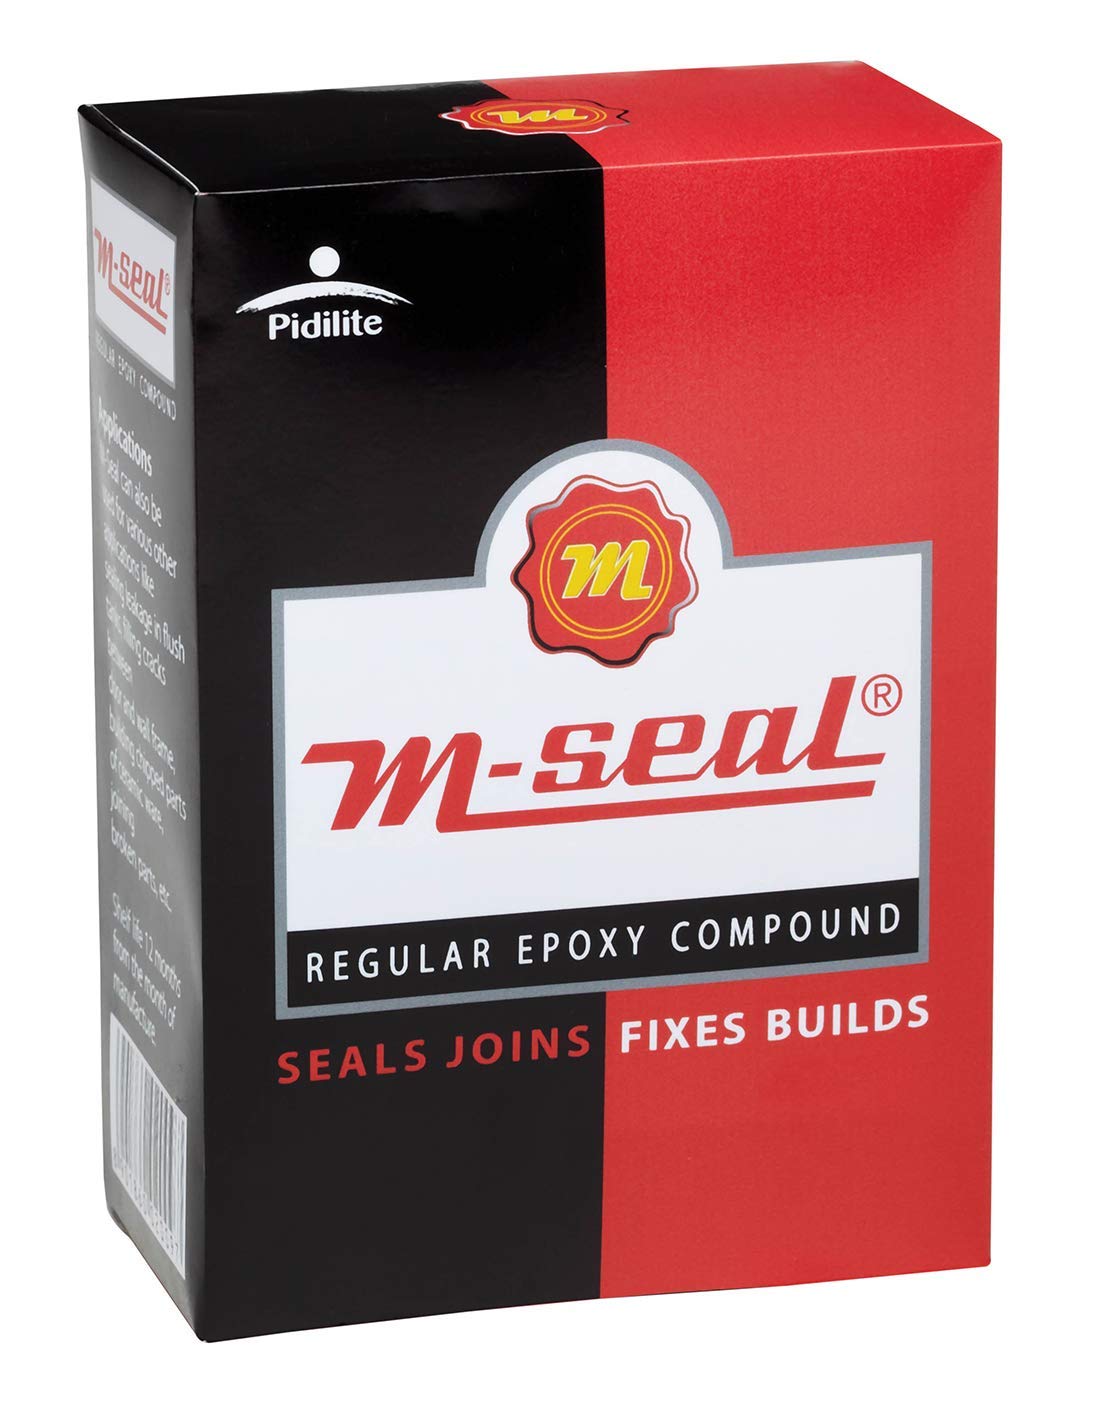 m
Pidilite
m
m-seal®
REGULAR EPOXY COMPOUND
SEALS JOINS FIXES BUILDS
m-seal®
REGULAR EPOXY COMPOUND
Applications
M-Seal can also be
used for various other
applications like
sealing leakage in flush
tank, filling cracks
between
door and wall frame,
building chipped parts
of ceramic ware,
joining
broken parts, etc.
Shelf life 12 months
from the month of
manufacture